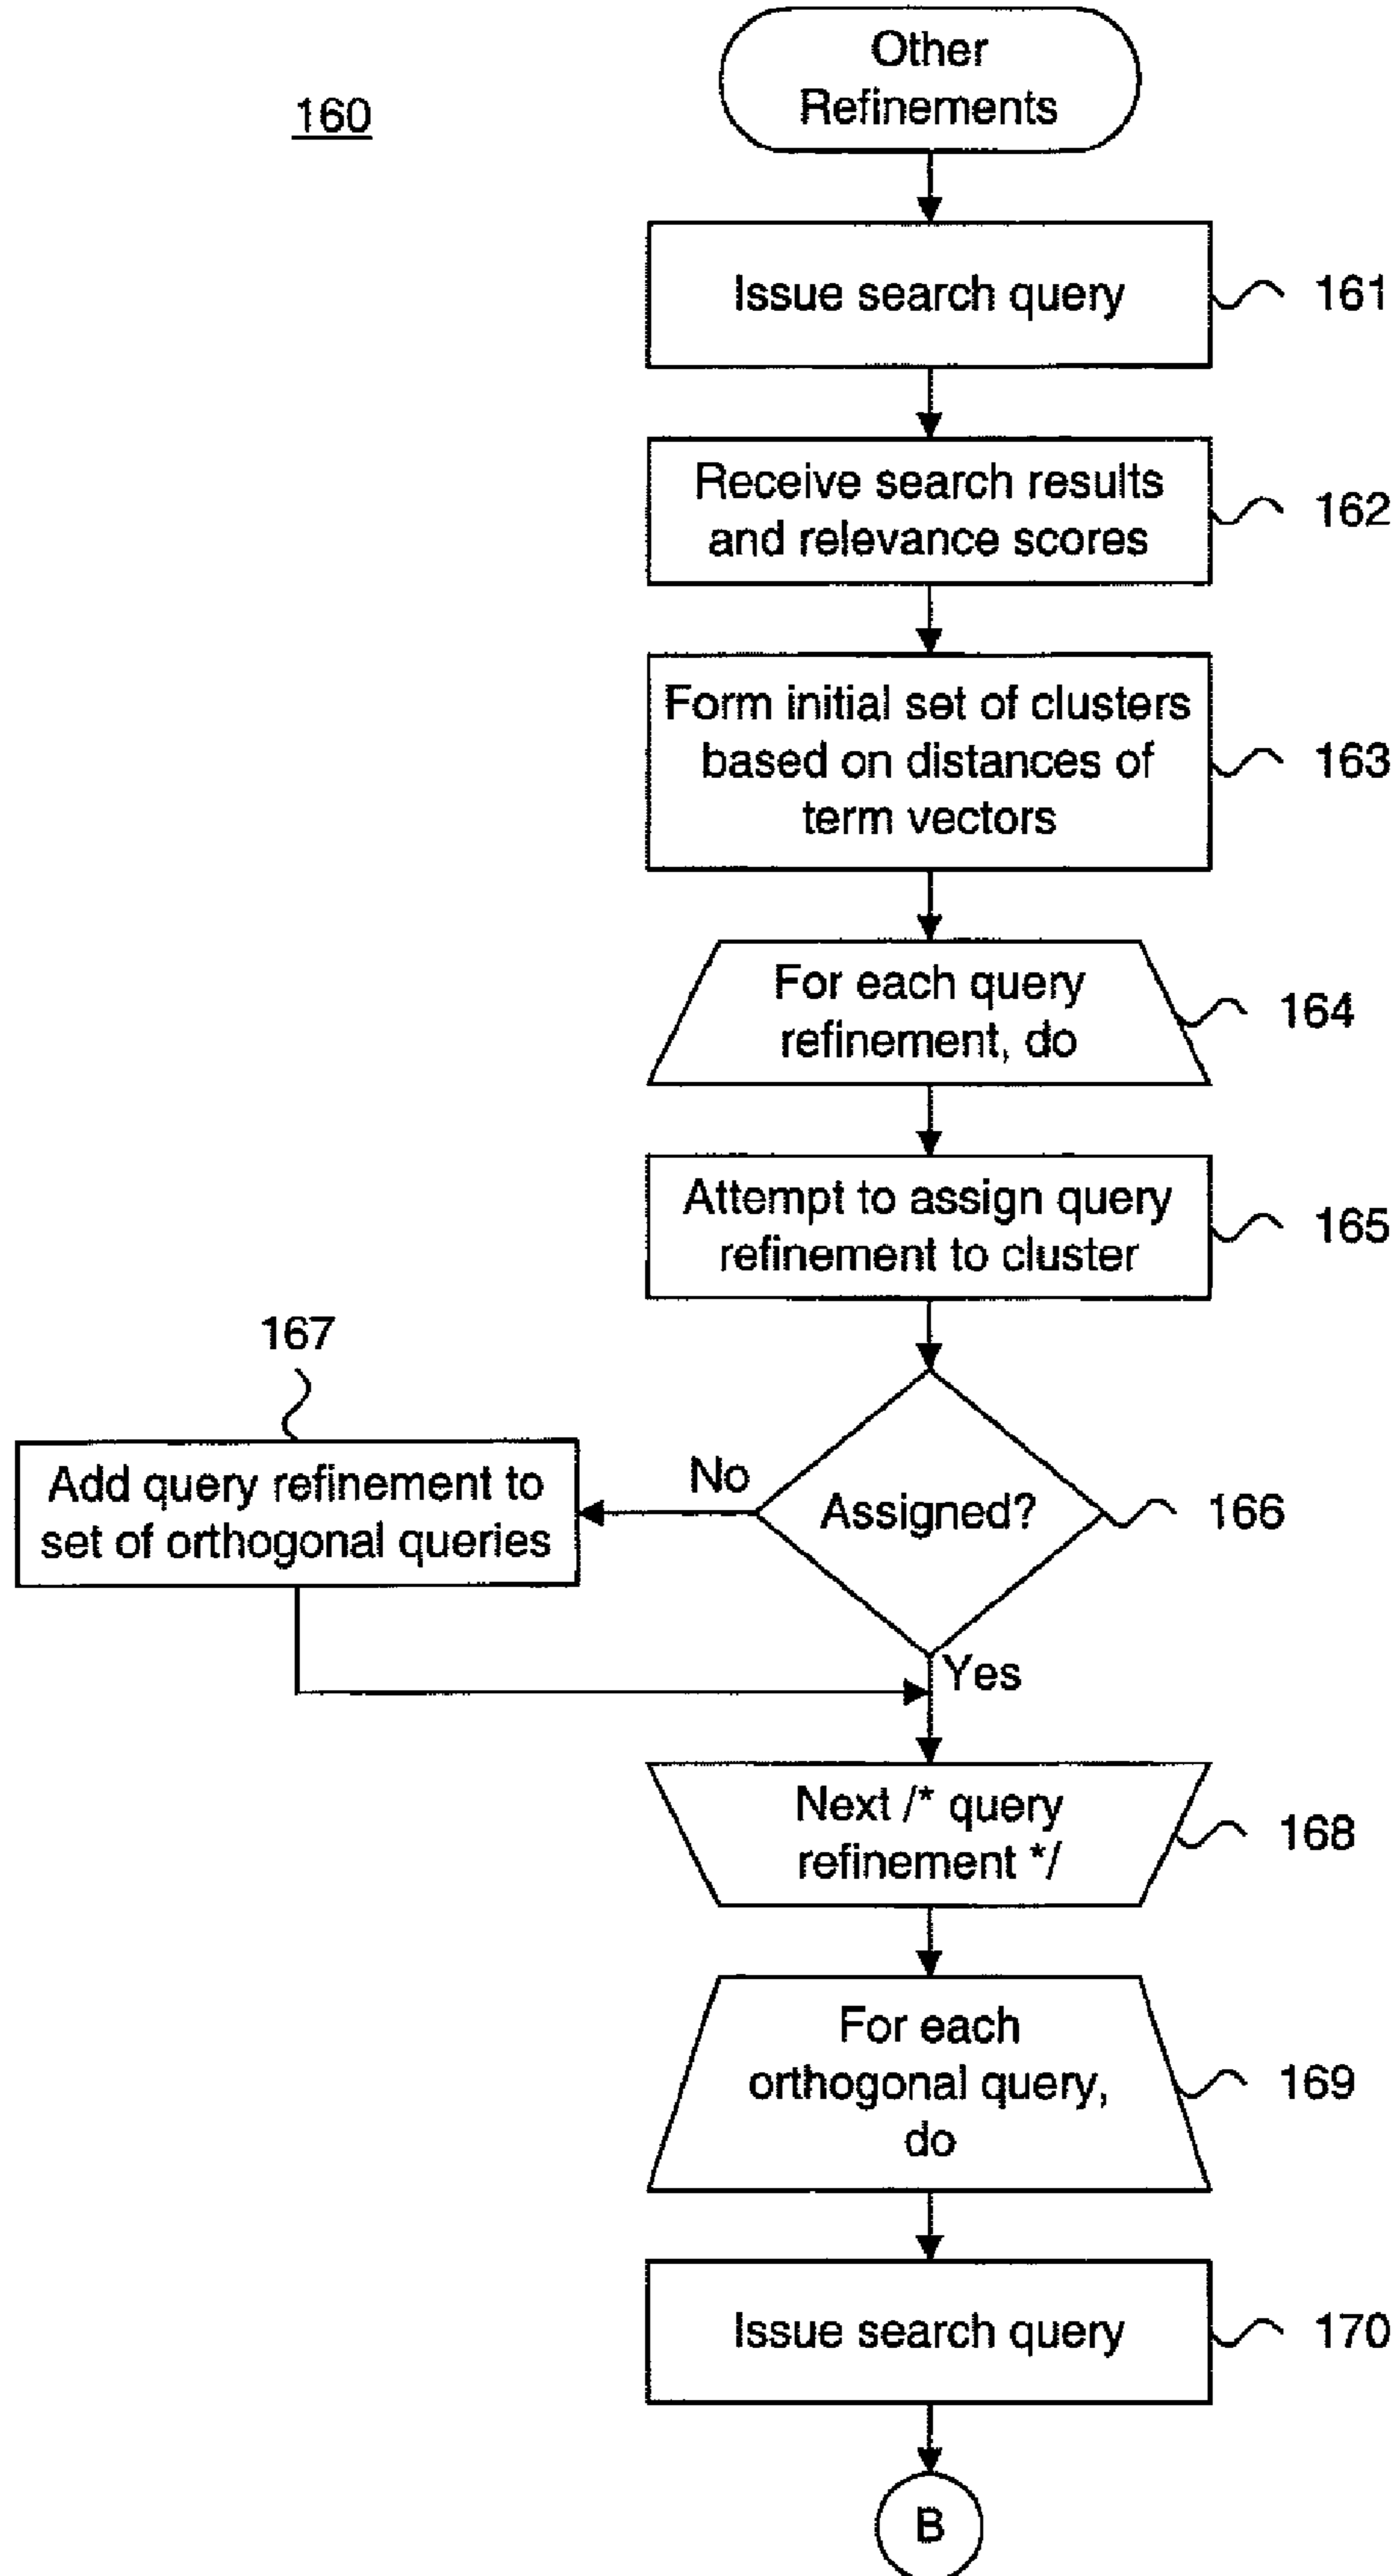 160
Other
Refinements
Issue search query
161
Receive search results
and relevance scores
162
Form initial set of clusters
based on distances of
term vectors
163
For each query
refinement, do
164
Attempt to assign query
refinement to cluster
165
167
Add query refinement to
set of orthogonal queries
No
Assigned?
166
Yes
Next /* query
refinement */
168
For each
orthogonal query,
do
169
Issue search query
170
B